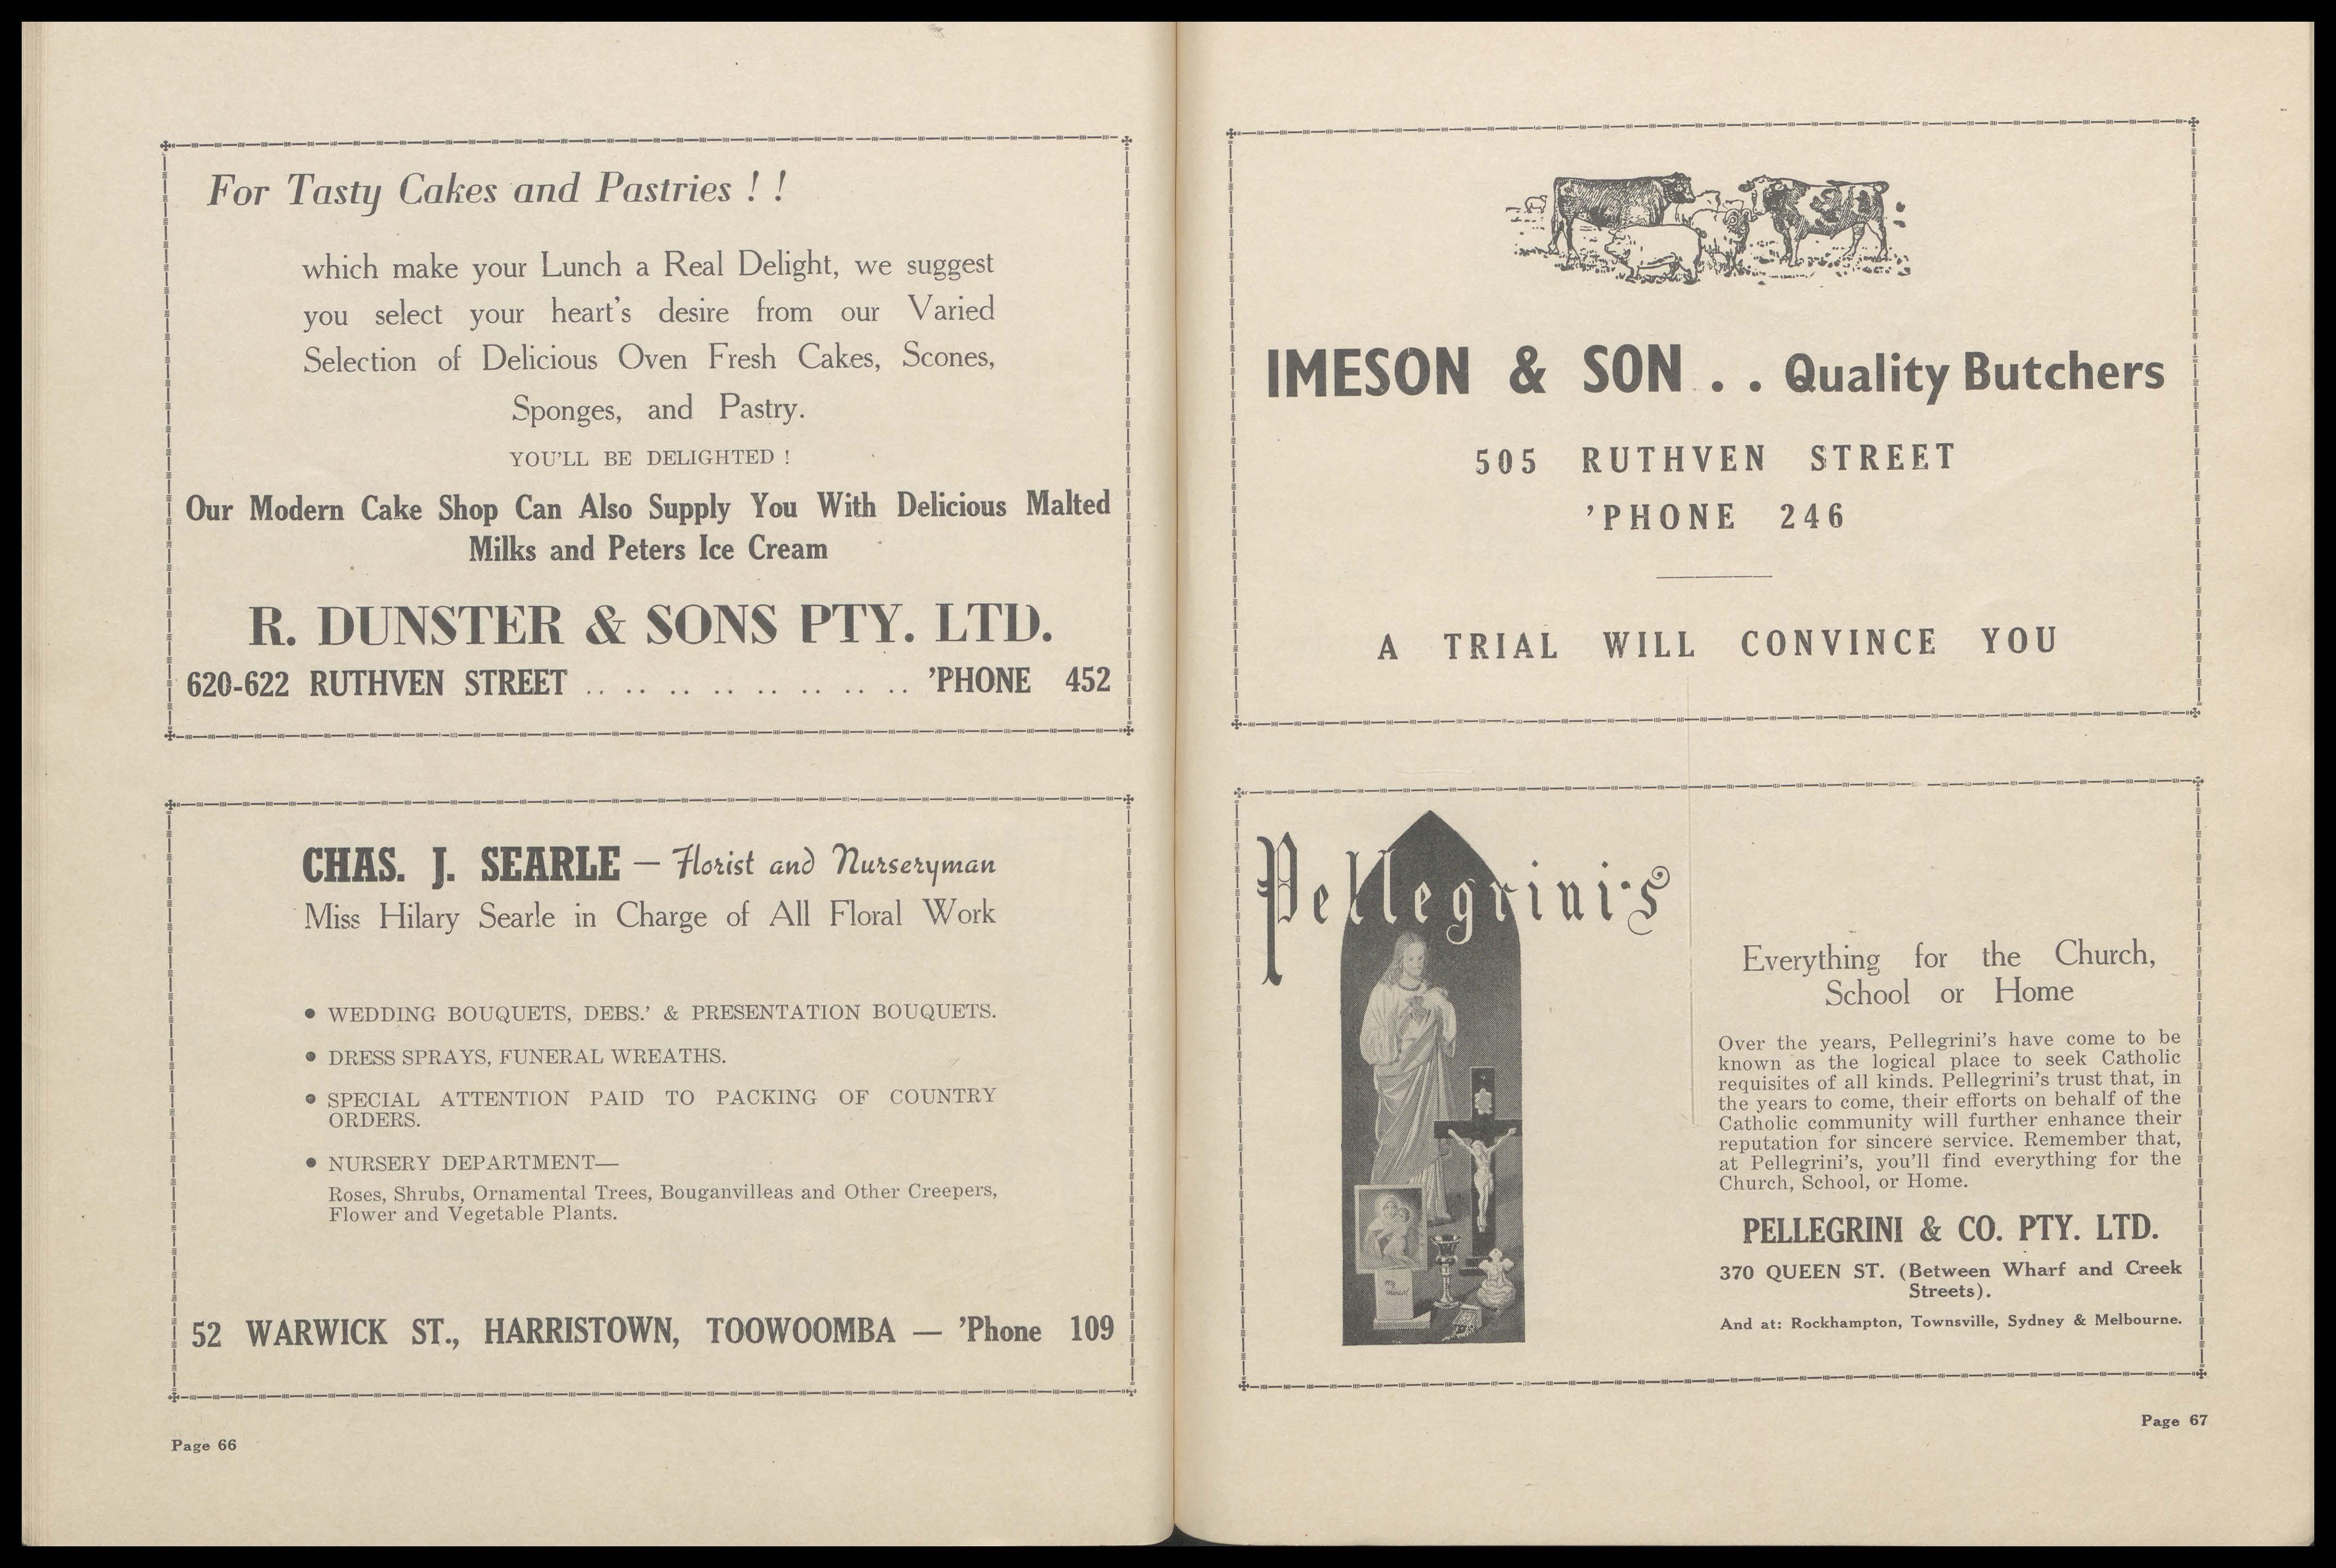 For Tasty Cakes and Pastries ! !
which make your Lunch a Real Delight, we suggest
you select your heart's desire from our Varied
Selection of Delicious Oven Fresh Cakes, Scones,
Sponges, and Pastry.
YOU'LL BE DELIGHTED !
Our Modern Cake Shop Can Also Supply You With Delicious Malted
Milks and Peters Ice Cream
R. DUNSTER & SONS PTY. LTD.
620-622 RUTHVEN STREET .. .. .. .. .. .. .. .. 'PHONE 452
CHAS. J. SEARLE — Florist and Nurseryman
Miss Hilary Searle in Charge of All Floral Work
• WEDDING BOUQUETS, DEBS.' & PRESENTATION BOUQUETS.
• DRESS SPRAYS, FUNERAL WREATHS.
• SPECIAL ATTENTION PAID TO PACKING OF COUNTRY
ORDERS.
• NURSERY DEPARTMENT—
Roses, Shrubs, Ornamental Trees, Bouganvilleas and Other Creepers,
Flower and Vegetable Plants.
52 WARWICK ST., HARRISTOWN, TOOWOOMBA — 'Phone 109
Page 66
IMESON & SON . . Quality Butchers
505 RUTHVEN STREET
'PHONE 246
A TRIAL WILL CONVINCE YOU
Pellegrini's
Everything for the Church,
School or Home
Over the years, Pellegrini's have come to be
known as the logical place to seek Catholic
requisites of all kinds. Pellegrini's trust that, in
the years to come, their efforts on behalf of the
Catholic community will further enhance their
reputation for sincere service. Remember that,
at Pellegrini's, you'll find everything for the
Church, School, or Home.
PELLEGRINI & CO. PTY. LTD.
370 QUEEN ST. (Between Wharf and Creek
Streets).
And at: Rockhampton, Townsville, Sydney & Melbourne.
Page 67